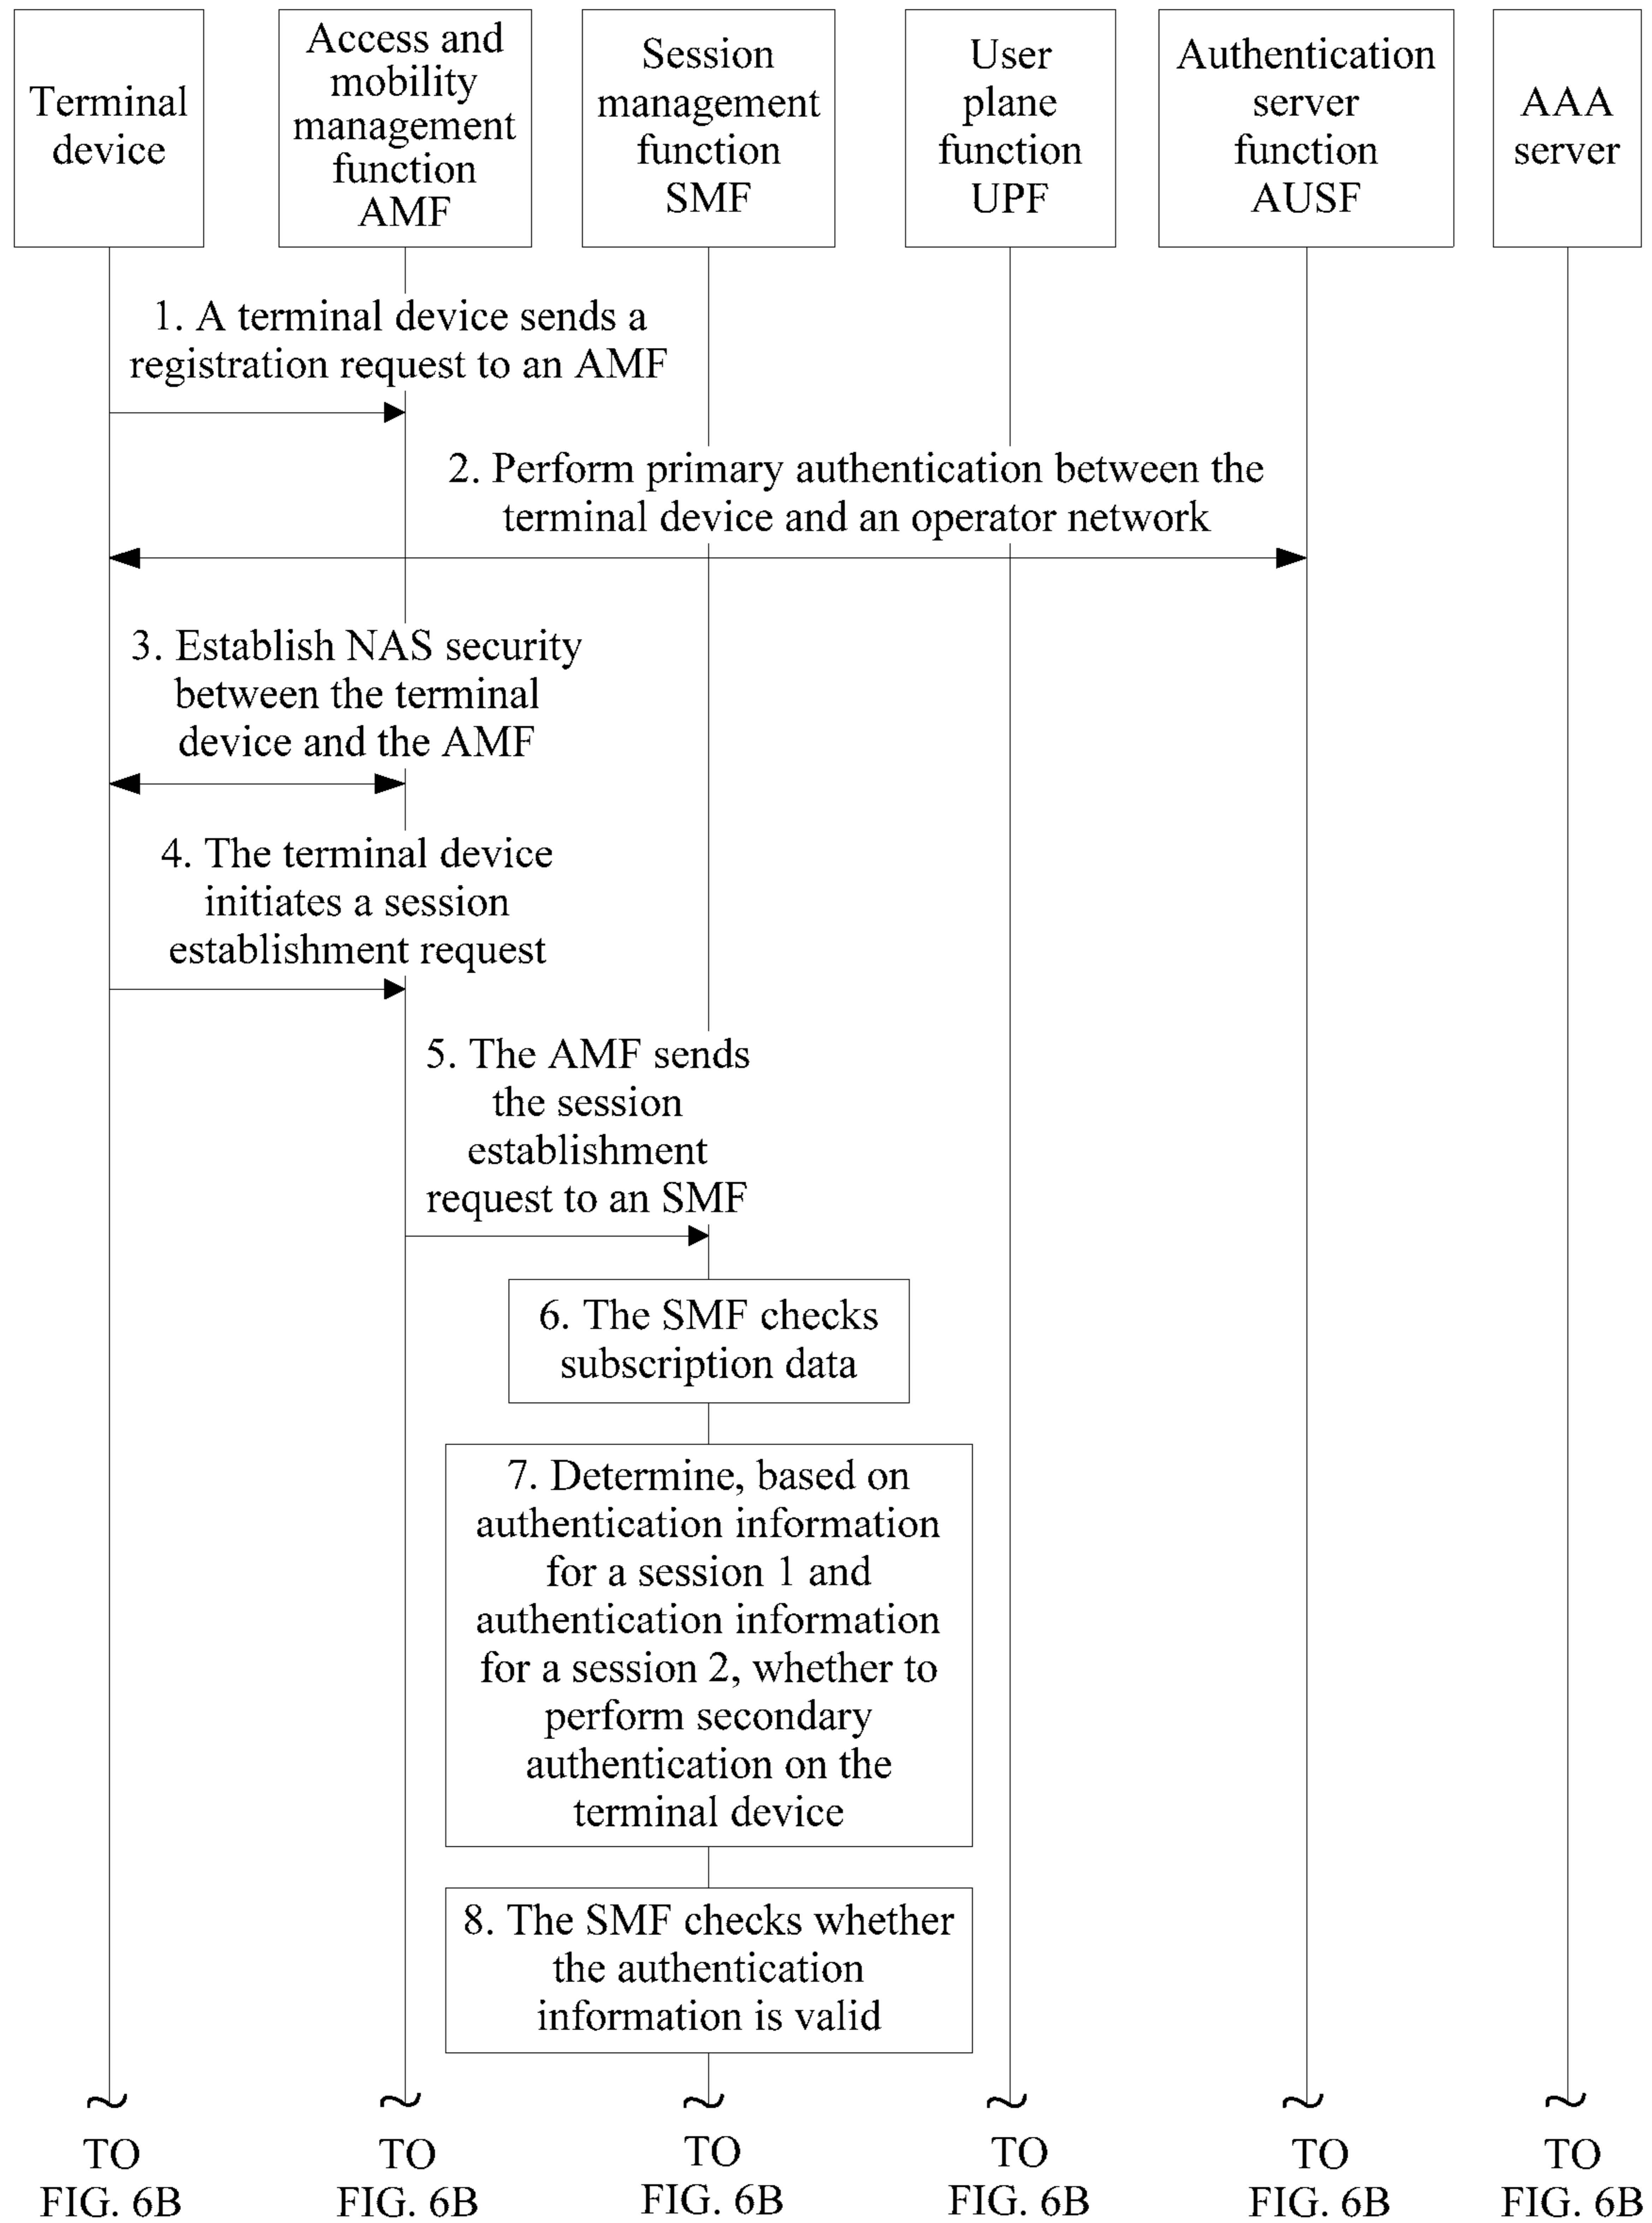 Terminal
device
Access and
mobility
management
function
AMF
Session
management
function
SMF
User
plane
function
UPF
Authentication
server
function
AUSF
AAA
server
1. A terminal device sends a
registration request to an AMF
2. Perform primary authentication between the
terminal device and an operator network
3. Establish NAS security
between the terminal
device and the AMF
4. The terminal device
initiates a session
establishment request
5. The AMF sends
the session
establishment
request to an SMF
6. The SMF checks
subscription data
7. Determine, based on
authentication information
for a session 1 and
authentication information
for a session 2, whether to
perform secondary
authentication on the
terminal device
8. The SMF checks whether
the authentication
information is valid
TO
FIG. 6B
TO
FIG. 6B
TO
FIG. 6B
TO
FIG. 6B
TO
FIG. 6B
TO
FIG. 6B